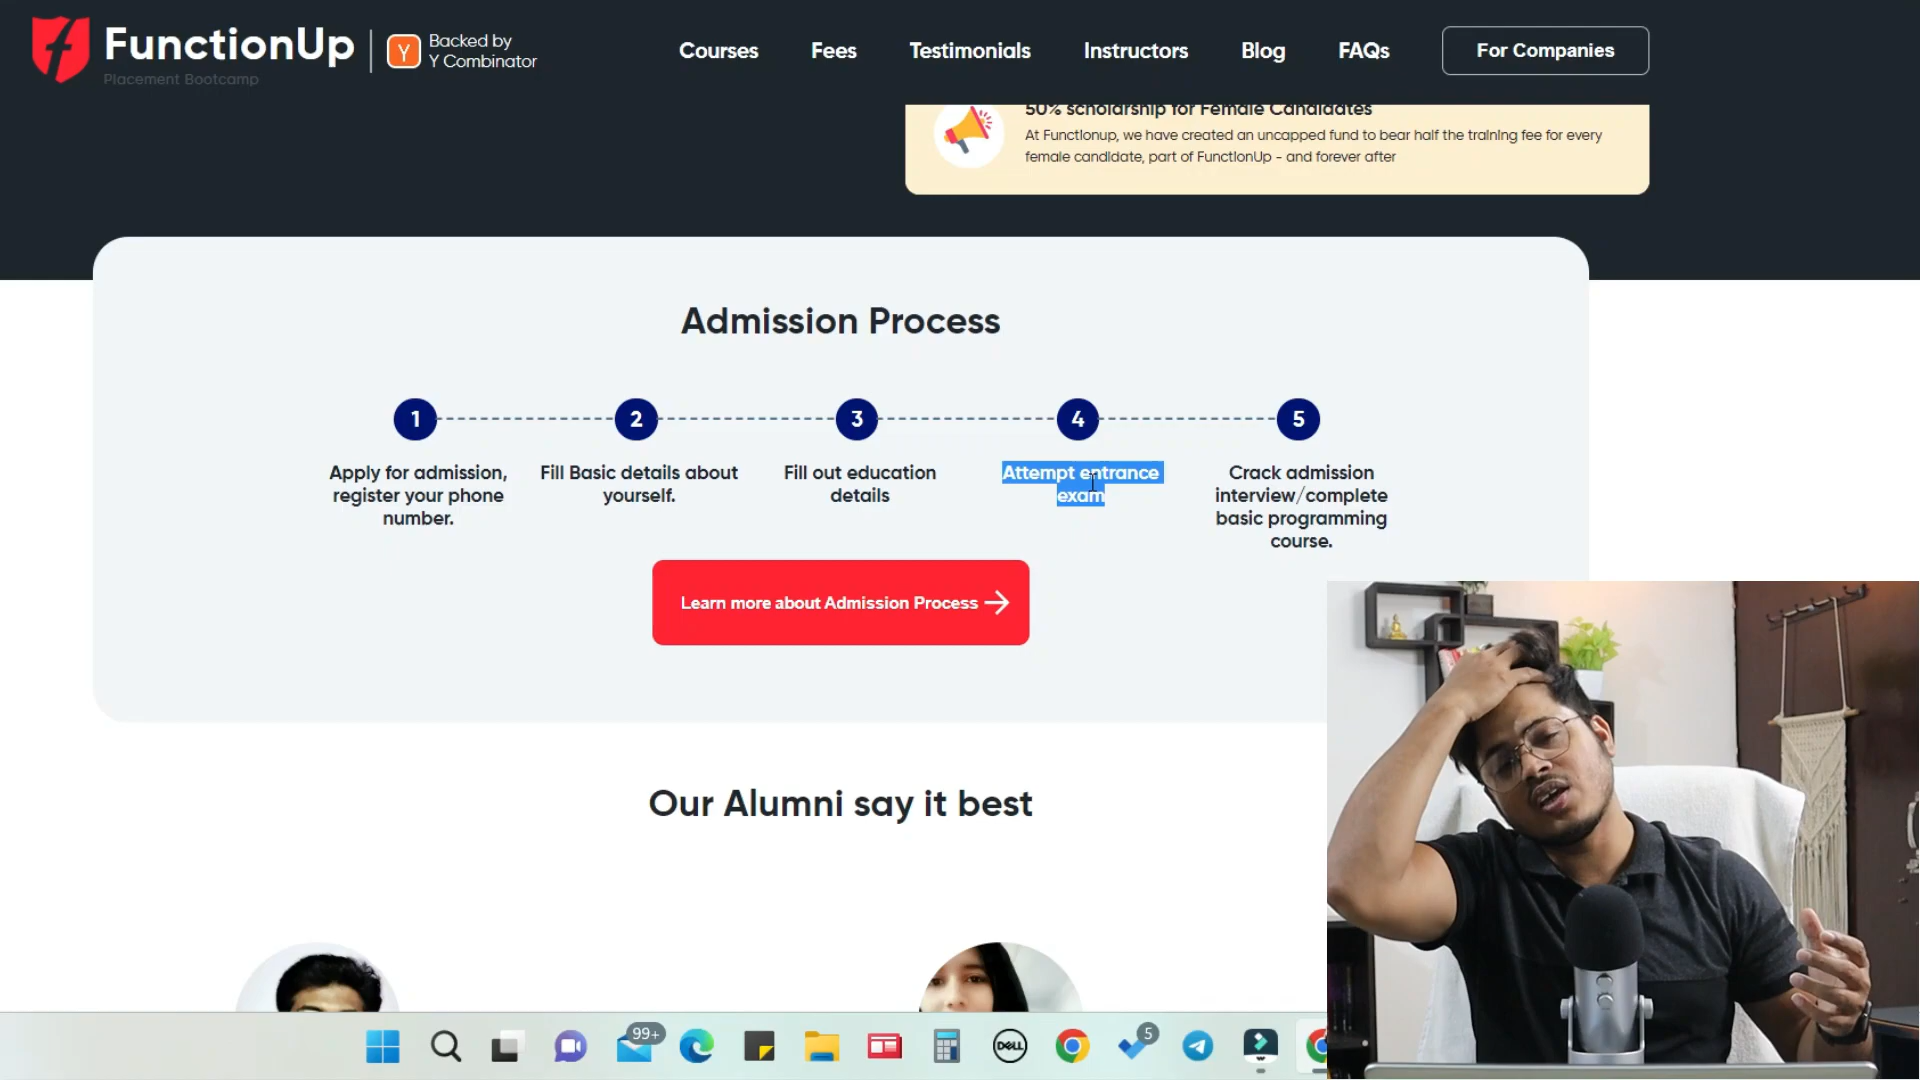 FunctionUp
Placement Bootcamp
Y
Backed by
Y Combinator
Courses
Fees
Testimonials
Instructors
Blog
FAQs
For Companies
50% scholarship for Female Candidates
At FunctIonup, we have created an uncapped fund to bear half the traIning fee for every
female candIdate, part of FunctIonUp - and forever after
Admission Process
1
2
3
4
5
Apply for admission,
register your phone
number.
Fill Basic details about
yourself.
Fill out education
details
Attempt entrance
exam
Crack admission
interview/complete
basic programming
course.
Learn more about Admission Process
Our Alumni say it best
99+
DELL
5